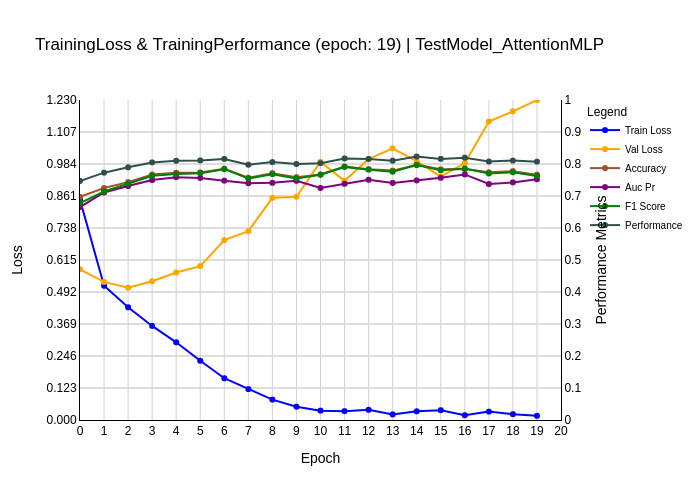 TrainingLoss & TrainingPerformance (epoch: 19) | TestModel_AttentionMLP
Legend
Train Loss
Val Loss
Accuracy
Auc Pr
F1 Score
Performance
1.230
1.107
0.984
0.861
0.738
0.615
0.492
0.369
0.246
0.123
0.000
Loss
1
0.9
0.8
0.7
0.6
0.5
0.4
0.3
0.2
0.1
0
Performance Metrics
0 1 2 3 4 5 6 7 8 9 10 11 12 13 14 15 16 17 18 19 20
Epoch